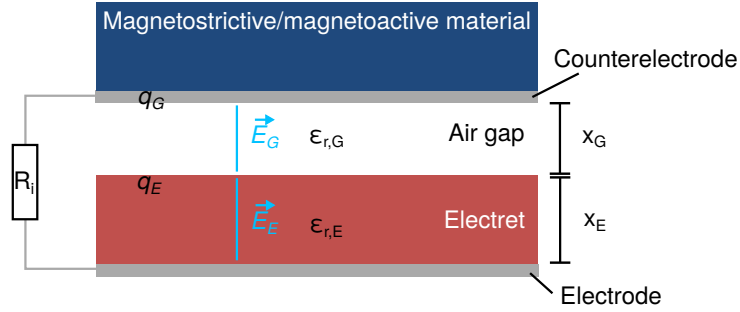 Magnetostrictive/magnetoactive material
Counterelectrode
q_G
E_G
ε_r,G
Air gap
x_G
R_i
q_E
E_E
ε_r,E
Electret
x_E
Electrode